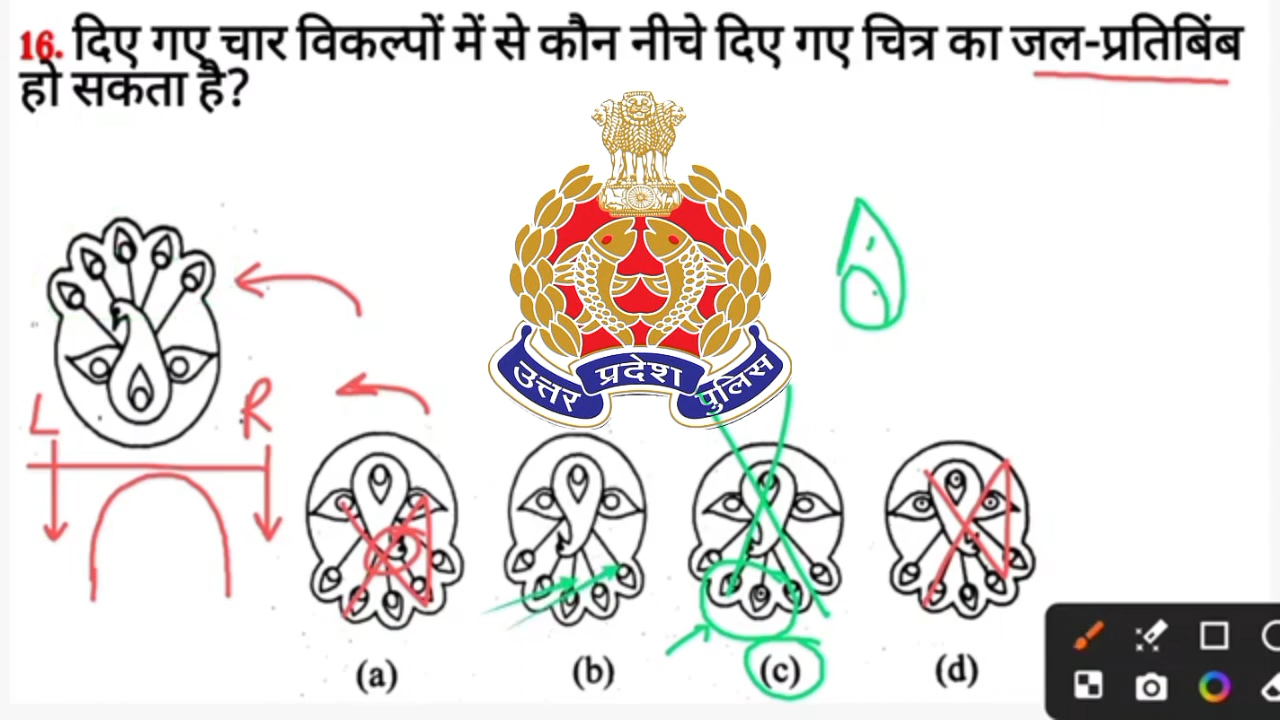 16. दिए गए चार विकल्पों में से कौन नीचे दिए गए चित्र का जल-प्रतिबिंब
हो सकता है?
उत्तर प्रदेश पुलिस
L R
(a) (b) (c) (d)